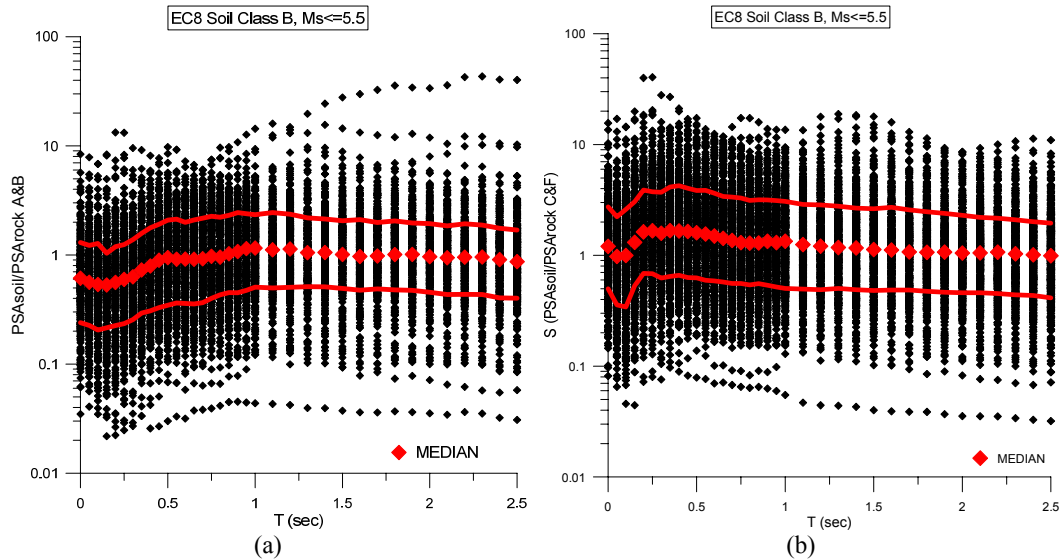 EC8 Soil Class B, Ms<=5.5
100
10
1
0.1
0.01
PSAsoil/PSArock A&B
MEDIAN
0 0.5 1 1.5 2 2.5
T (sec)
(a)
EC8 Soil Class B, Ms<=5.5
100
10
1
0.1
0.01
S (PSAsoil/PSArock C&F)
MEDIAN
0 0.5 1 1.5 2 2.5
T (sec)
(b)